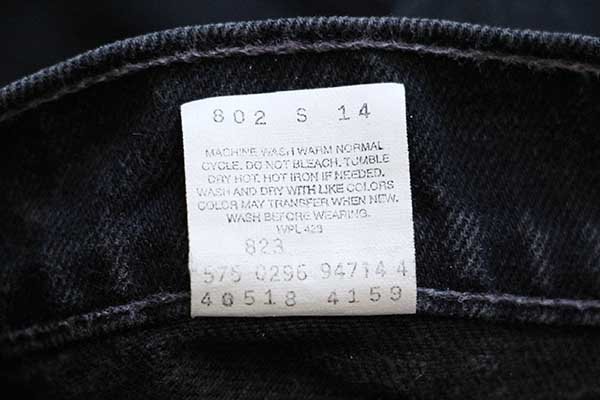 802 S 14
MACHINE WASH WARM NORMAL
CYCLE. DO NOT BLEACH. TUMBLE
DRY HOT. HOT IRON IF NEEDED.
WASH AND DRY WITH LIKE COLORS
COLOR MAY TRANSFER WHEN NEW.
WASH BEFORE WEARING.
WPL 423
823
575 0296 94714 4
40518 4159